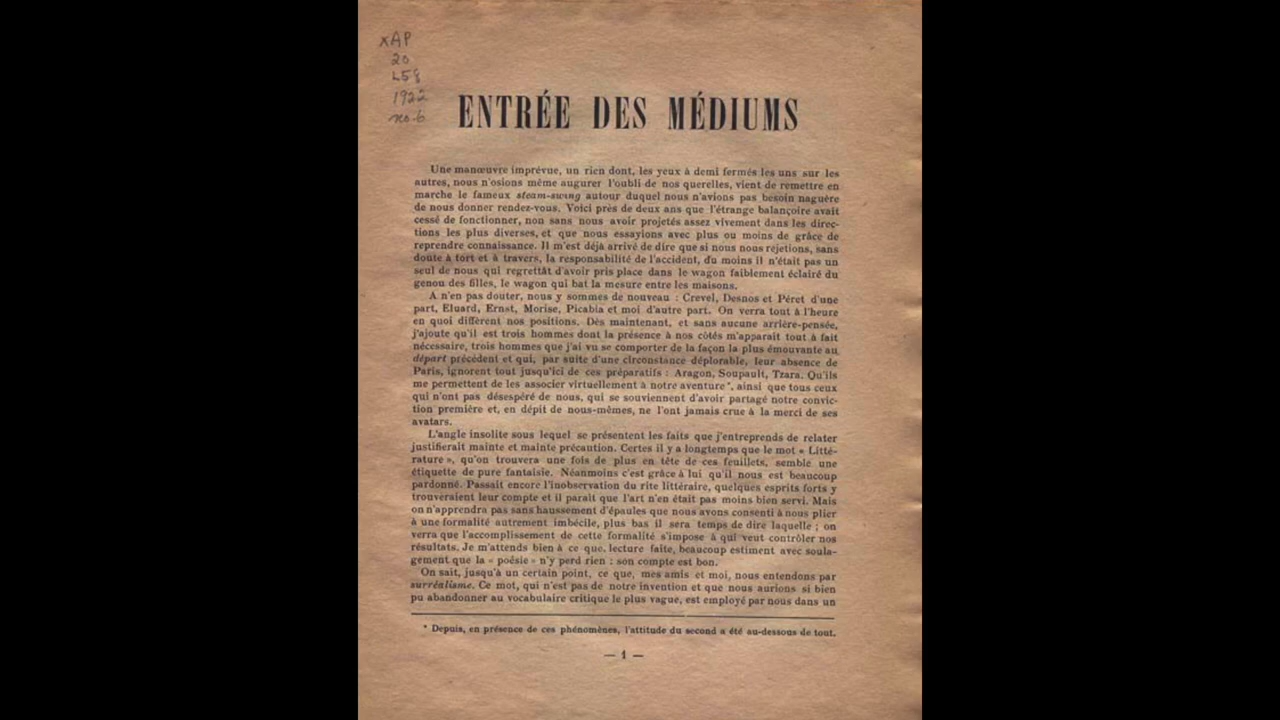 xAP
20
L58
1922
no.6
ENTRÉE DES MÉDIUMS
Une manœuvre imprévue, un rien dont, les yeux à demi fermés les uns sur les
autres, nous n'osions même augurer l'oubli de nos querelles, vient de remettre en
marche le fameux steam-swing autour duquel nous n'avions pas besoin naguère
de nous donner rendez-vous. Voici près de deux ans que l'étrange balançoire avait
cessé de fonctionner, non sans nous avoir projetés assez vivement dans les direc-
tions les plus diverses, et que nous essayions avec plus ou moins de grâce de
reprendre connaissance. Il m'est déjà arrivé de dire que si nous nous rejetions, sans
doute à tort et à travers, la responsabilité de l'accident, du moins il n'était pas un
seul de nous qui regrettât d'avoir pris place dans le wagon faiblement éclairé du
genou des filles, le wagon qui bat la mesure entre les maisons.
A n'en pas douter, nous y sommes de nouveau : Crevel, Desnos et Péret d'une
part, Eluard, Ernst, Morise, Picabia et moi d'autre part. On verra tout à l'heure
en quoi diffèrent nos positions. Dès maintenant, et sans aucune arrière-pensée,
j'ajoute qu'il est trois hommes dont la présence à nos côtés m'apparait tout à fait
nécessaire, trois hommes que j'ai vu se comporter de la façon la plus émouvante au
départ précédent et qui, par suite d'une circonstance déplorable, leur absence de
Paris, ignorent tout jusqu'ici de ces préparatifs : Aragon, Soupault, Tzara. Qu'ils
me permettent de les associer virtuellement à notre aventure *, ainsi que tous ceux
qui n'ont pas désespéré de nous, qui se souviennent d'avoir partagé notre convic-
tion première et, en dépit de nous-mêmes, ne l'ont jamais crue à la merci de ses
avatars.
L'angle insolite sous lequel se présentent les faits que j'entreprends de relater
justifierait mainte et mainte précaution. Certes il y a longtemps que le mot « Litté-
rature », qu'on trouvera une fois de plus en tête de ces feuillets, semble une
étiquette de pure fantaisie. Néanmoins c'est grâce à lui qu'il nous est beaucoup
pardonné. Passait encore l'inobservation du rite littéraire, quelques esprits forts y
trouveraient leur compte et il parait que l'art n'en était pas moins bien servi. Mais
on n'apprendra pas sans haussement d'épaules que nous avons consenti à nous plier
à une formalité autrement imbécile, plus bas il sera temps de dire laquelle ; on
verra que l'accomplissement de cette formalité s'impose à qui veut contrôler nos
résultats. Je m'attends bien à ce que, lecture faite, beaucoup estiment avec soula-
gement que la « poésie » n'y perd rien : son compte est bon.
On sait, jusqu'à un certain point, ce que, mes amis et moi, nous entendons par
surréalisme. Ce mot, qui n'est pas de notre invention et que nous aurions si bien
pu abandonner au vocabulaire critique le plus vague, est employé par nous dans un
* Depuis, en présence de ces phénomènes, l'attitude du second a été au-dessous de tout.
— 1 —